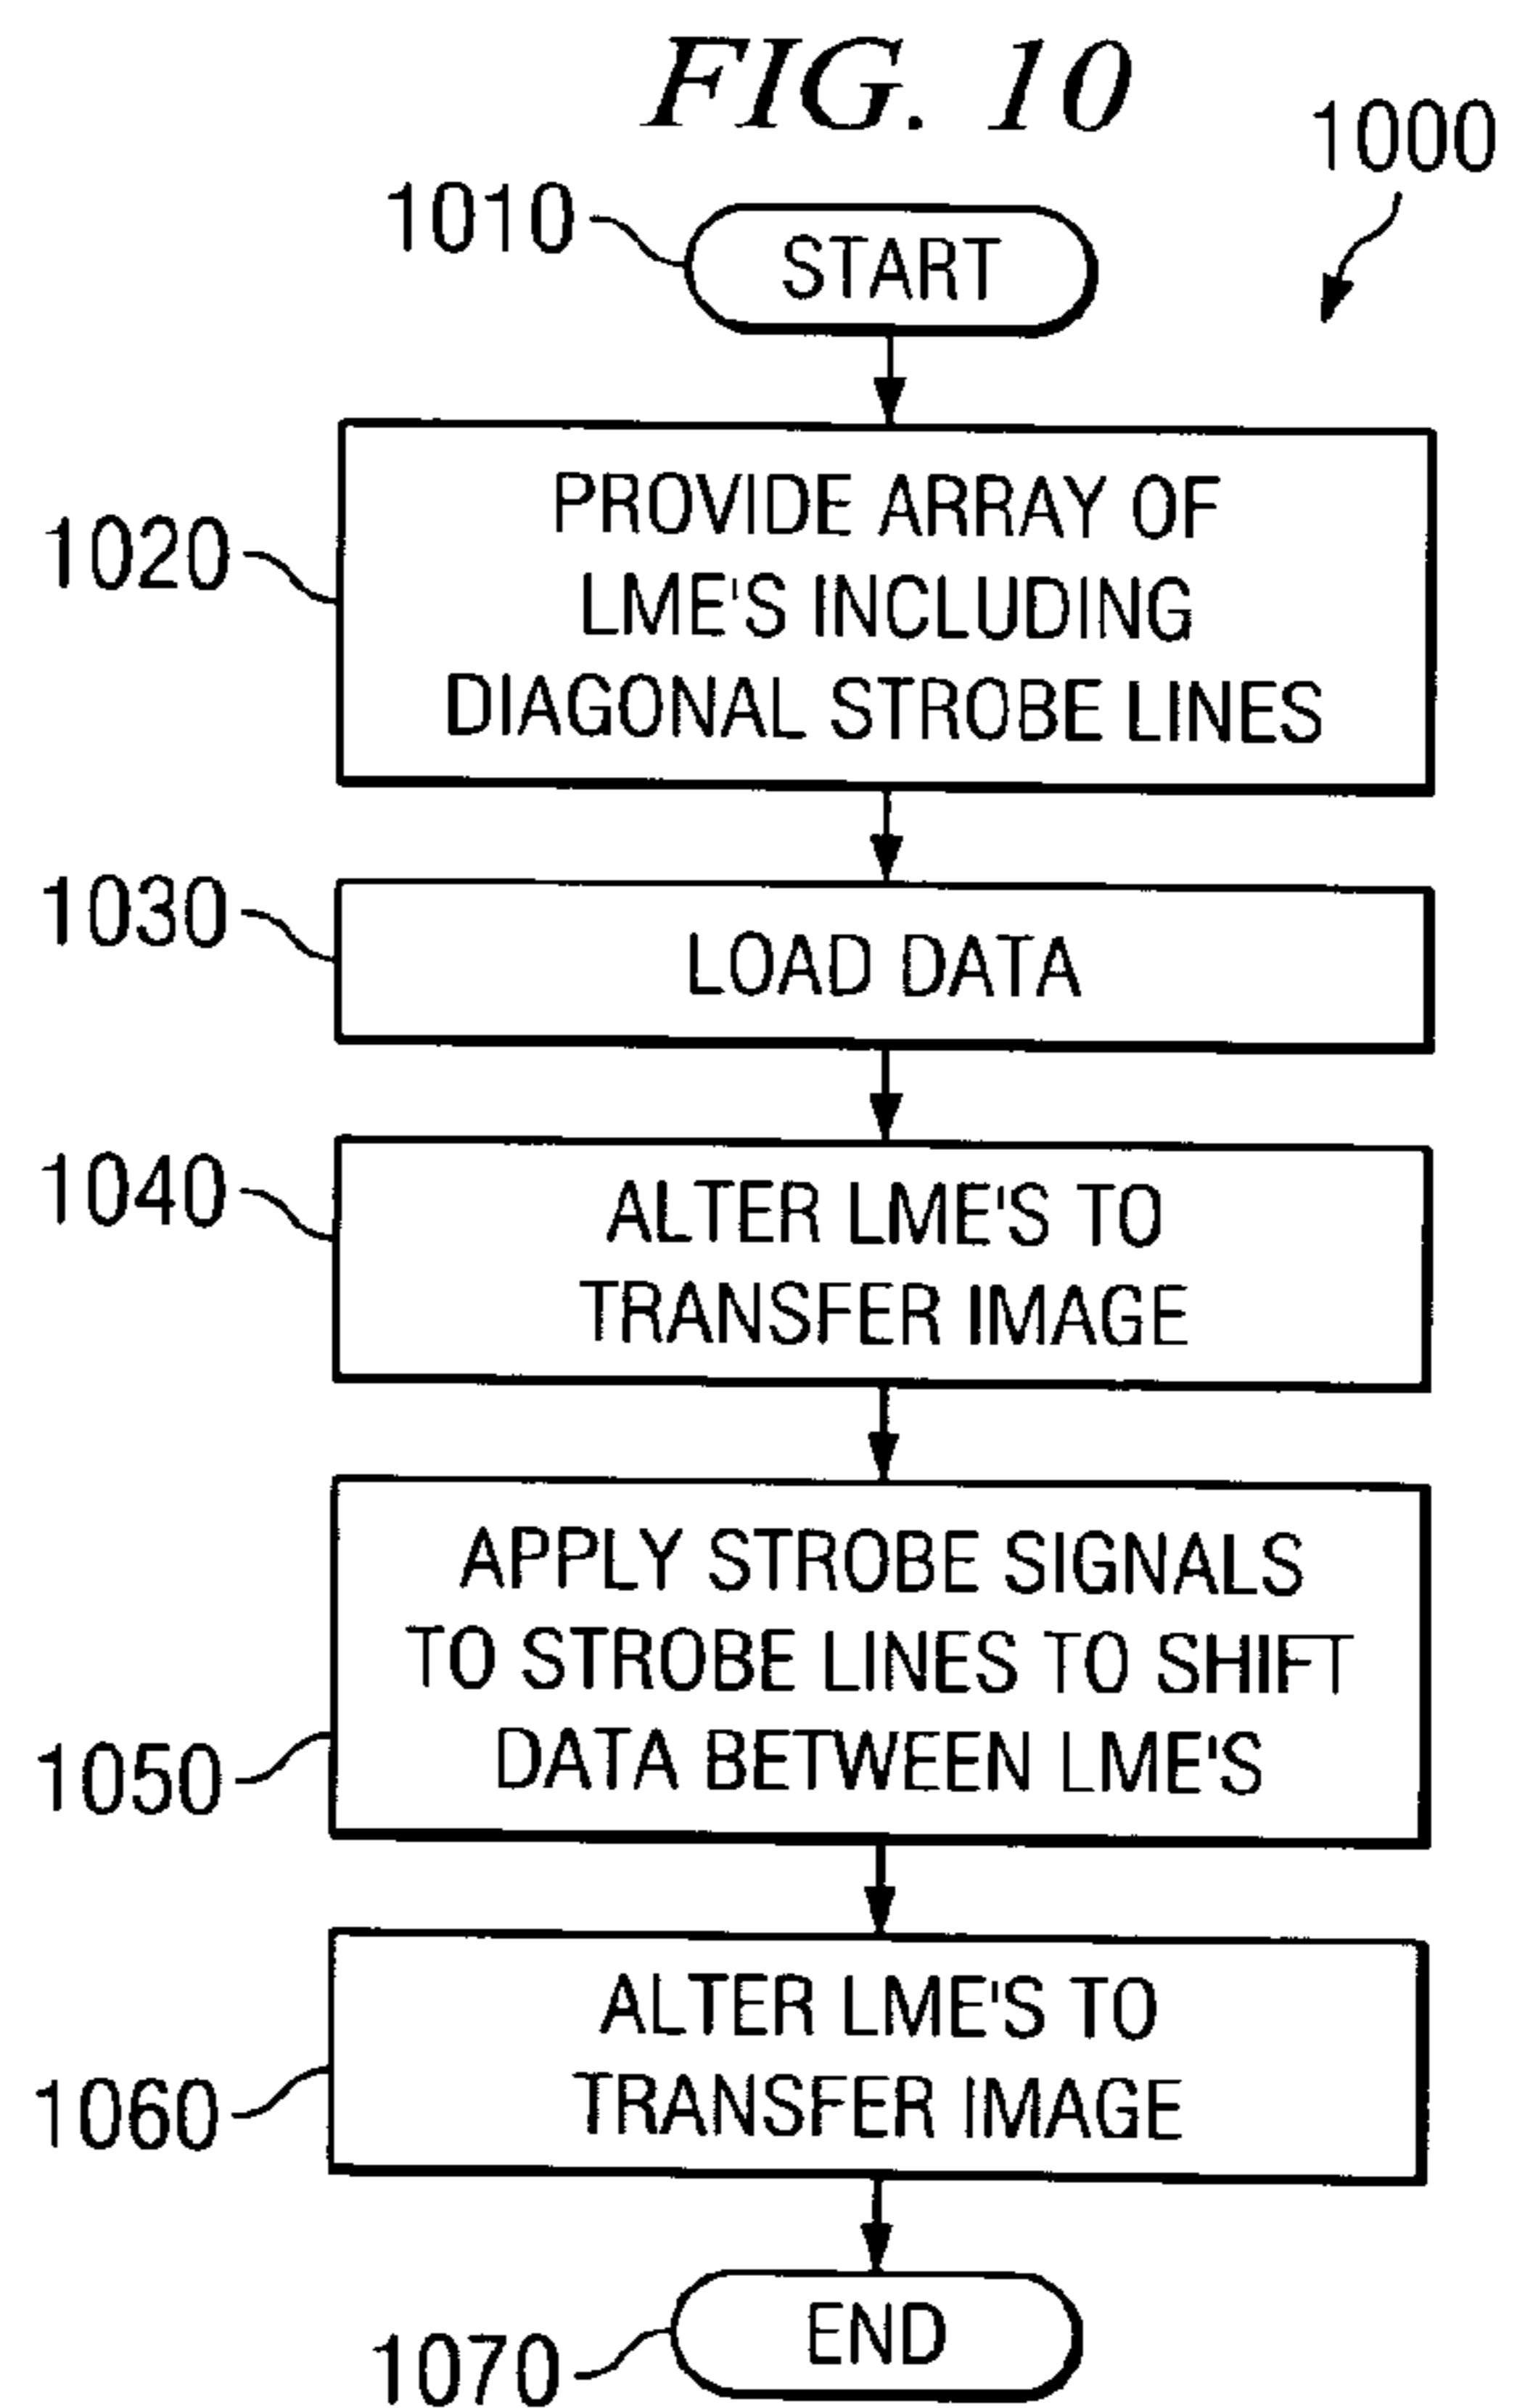 FIG. 10
1000
1010
START
1020
PROVIDE ARRAY OF
LME'S INCLUDING
DIAGONAL STROBE LINES
1030
LOAD DATA
1040
ALTER LME'S TO
TRANSFER IMAGE
1050
APPLY STROBE SIGNALS
TO STROBE LINES TO SHIFT
DATA BETWEEN LME'S
1060
ALTER LME'S TO
TRANSFER IMAGE
1070
END